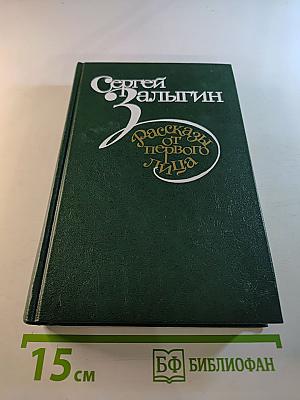 Сергей
Залыгин
Рассказы
от
первого
лица
15 см
БФ БИБЛИОФАН